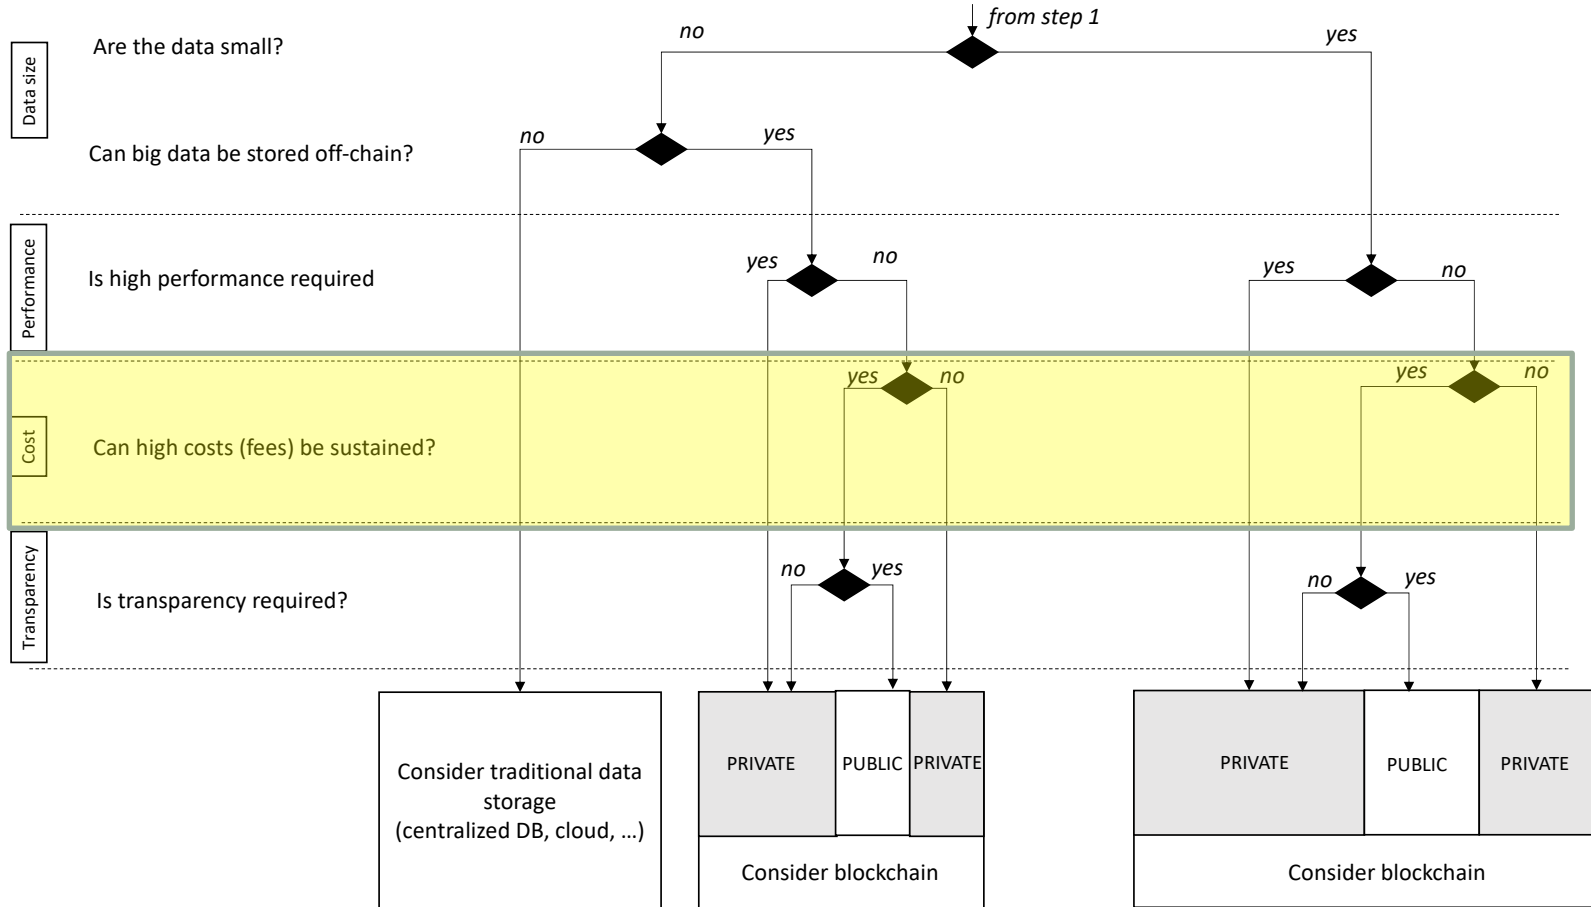 from step 1
no
yes
Data size
Are the data small?
no
yes
Can big data be stored off-chain?
Performance
Is high performance required
yes
no
yes
no
Cost
Can high costs (fees) be sustained?
yes
no
yes
no
Transparency
Is transparency required?
no
yes
no
yes
Consider traditional data
storage
(centralized DB, cloud, ...)
PRIVATE
PUBLIC
PRIVATE
Consider blockchain
PRIVATE
PUBLIC
PRIVATE
Consider blockchain